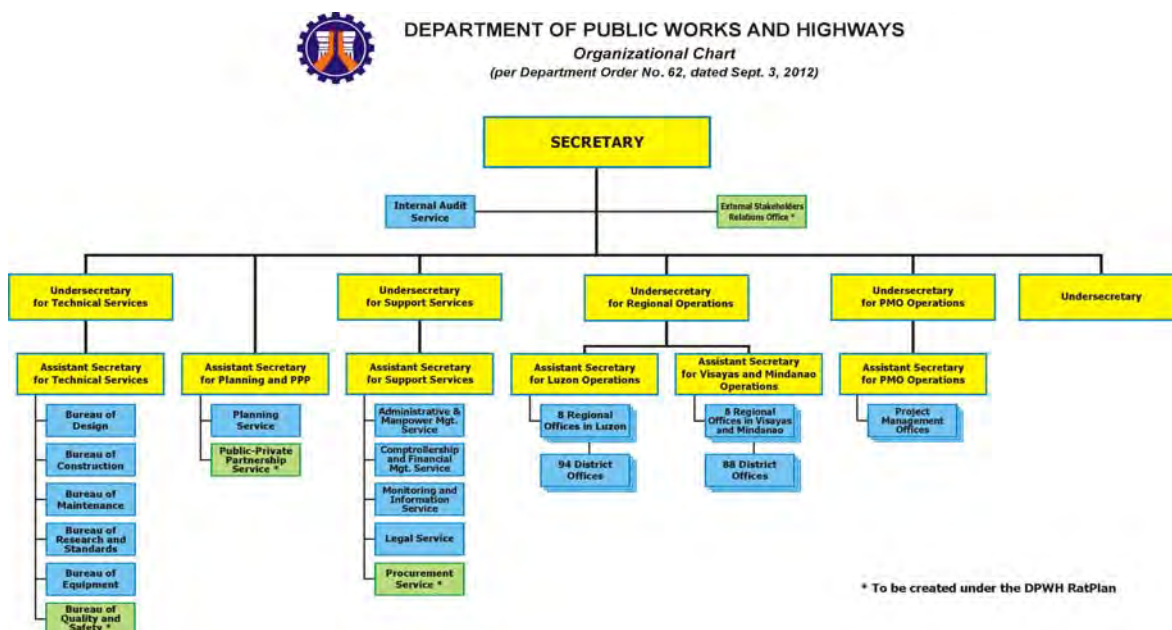 DEPARTMENT OF PUBLIC WORKS AND HIGHWAYS
Organizational Chart
(per Department Order No. 62, dated Sept. 3, 2012)
SECRETARY
Internal Audit
Service
External Stakeholders
Relations Office *
Undersecretary
for Technical Services
Undersecretary
for Support Services
Undersecretary
for Regional Operations
Undersecretary
for PMO Operations
Undersecretary
Assistant Secretary
for Technical Services
Assistant Secretary
for Planning and PPP
Assistant Secretary
for Support Services
Assistant Secretary
for Luzon Operations
Assistant Secretary
for Visayas and Mindanao
Operations
Assistant Secretary
for PMO Operations
Bureau of
Design
Bureau of
Construction
Bureau of
Maintenance
Bureau of
Research and
Standards
Bureau of
Equipment
Bureau of
Quality and
Safety *
Planning
Service
Public-Private
Partnership
Service *
Administrative &
Manpower Mgt.
Service
Comptrollership
and Financial
Mgt. Service
Monitoring and
Information
Service
Legal Service
Procurement
Service *
8 Regional
Offices in Luzon
94 District
Offices
8 Regional
Offices in Visayas
and Mindanao
88 District
Offices
Project
Management
Offices
* To be created under the DPWH RatPlan